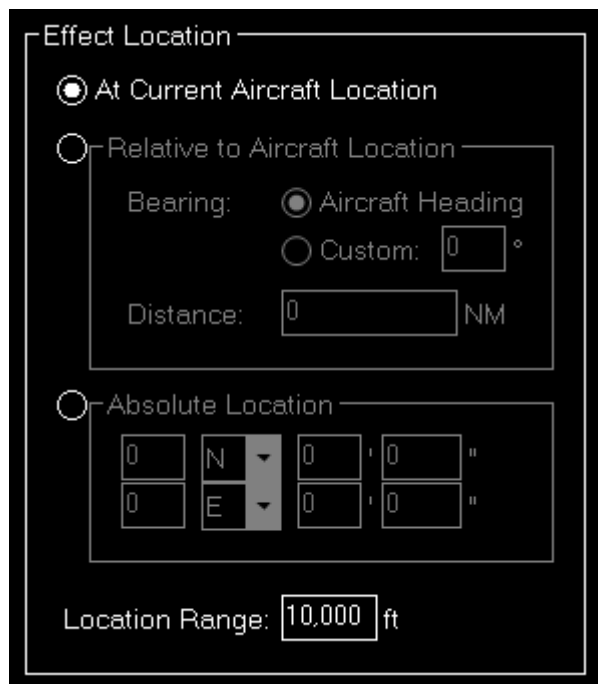 Effect Location
At Current Aircraft Location
Relative to Aircraft Location
Bearing: Aircraft Heading
Custom: 0 °
Distance: 0 NM
Absolute Location
0 N 0 ' 0 "
0 E 0 ' 0 "
Location Range: 10,000 ft